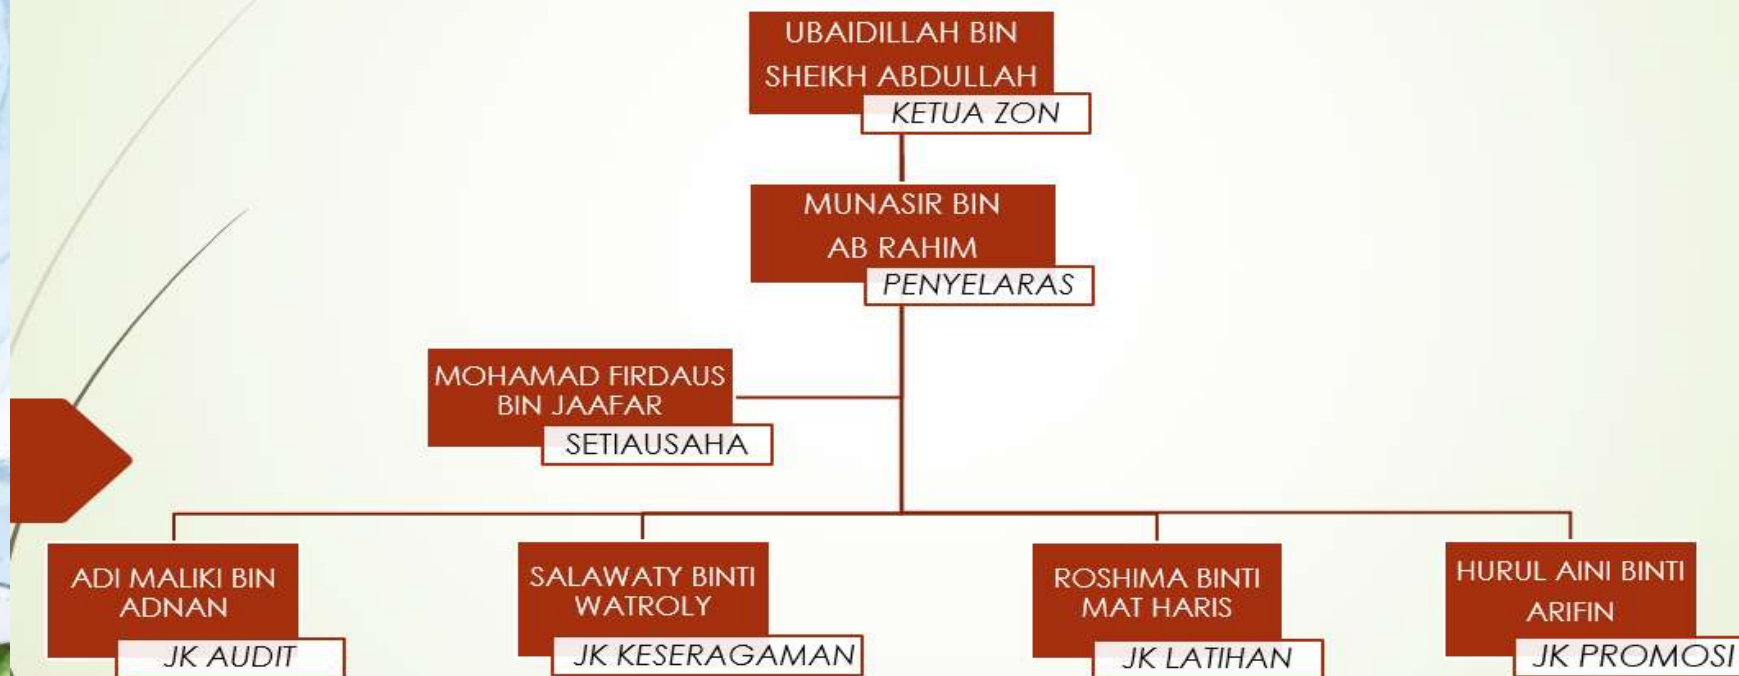 UBAIDILLAH BIN
SHEIKH ABDULLAH
KETUA ZON
MUNASIR BIN
AB RAHIM
PENYELARAS
MOHAMAD FIRDAUS
BIN JAAFAR
SETIAUSAHA
ADI MALIKI BIN
ADNAN
JK AUDIT
SALAWATY BINTI
WATROLY
JK KESERAGAMAN
ROSHIMA BINTI
MAT HARIS
JK LATIHAN
HURUL AINI BINTI
ARIFIN
JK PROMOSI